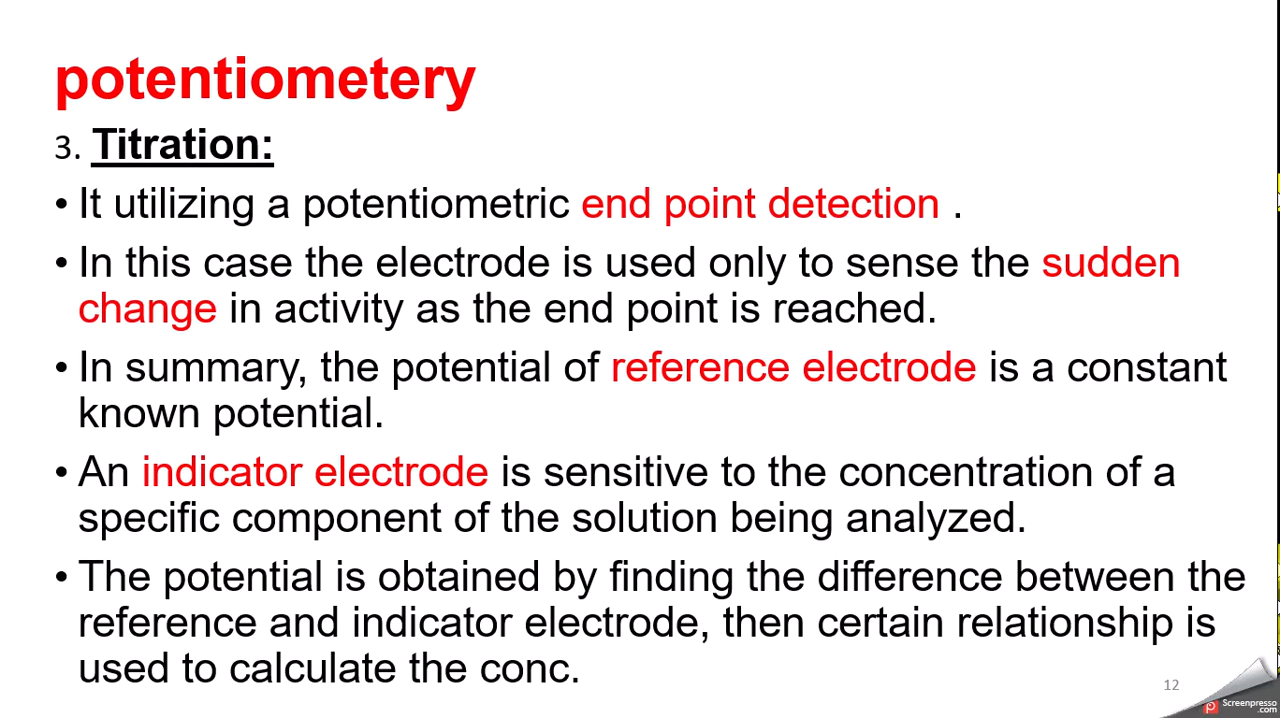 potentiometery
3. Titration:
• It utilizing a potentiometric end point detection .
• In this case the electrode is used only to sense the sudden
change in activity as the end point is reached.
• In summary, the potential of reference electrode is a constant
known potential.
• An indicator electrode is sensitive to the concentration of a
specific component of the solution being analyzed.
• The potential is obtained by finding the difference between the
reference and indicator electrode, then certain relationship is
used to calculate the conc.
12
Screenpresso
.com